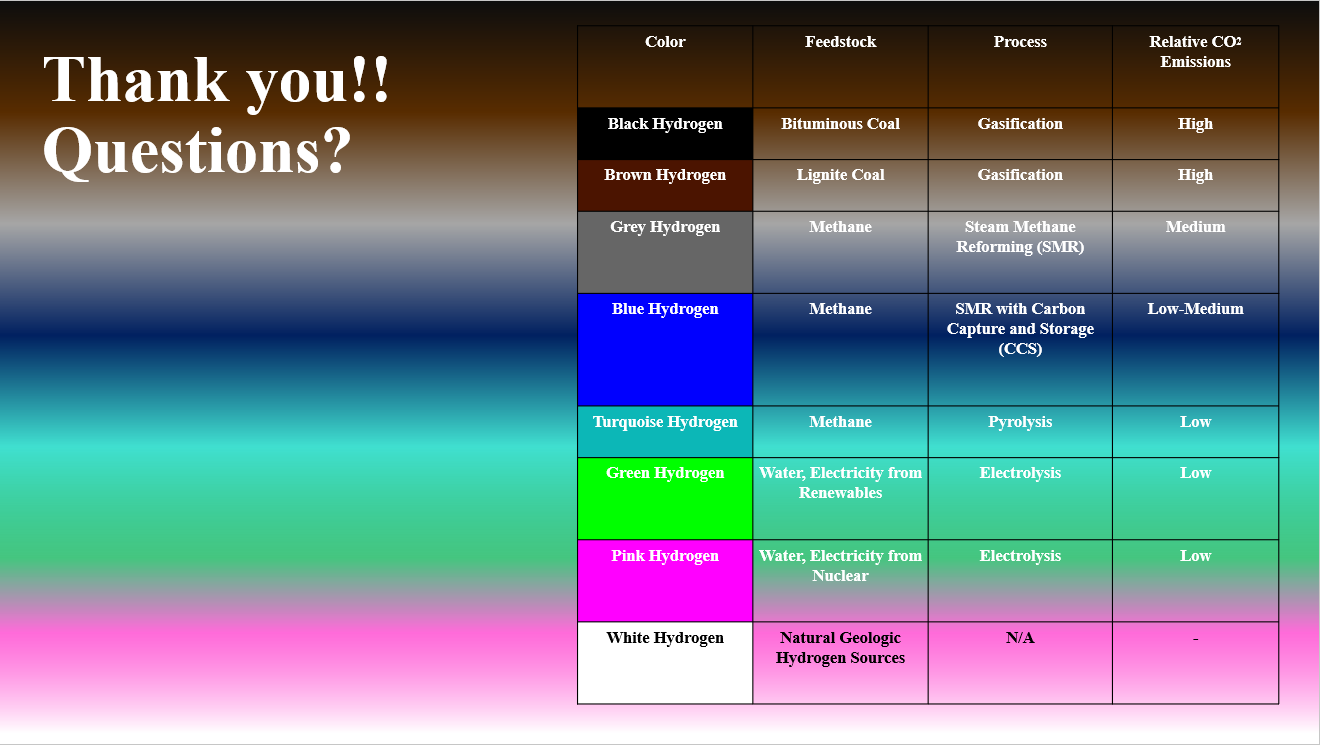 Thank you!!
Questions?
Color Feedstock Process Relative CO² Emissions
Black Hydrogen Bituminous Coal Gasification High
Brown Hydrogen Lignite Coal Gasification High
Grey Hydrogen Methane Steam Methane Reforming (SMR) Medium
Blue Hydrogen Methane SMR with Carbon Capture and Storage (CCS) Low-Medium
Turquoise Hydrogen Methane Pyrolysis Low
Green Hydrogen Water, Electricity from Renewables Electrolysis Low
Pink Hydrogen Water, Electricity from Nuclear Electrolysis Low
White Hydrogen Natural Geologic Hydrogen Sources N/A -